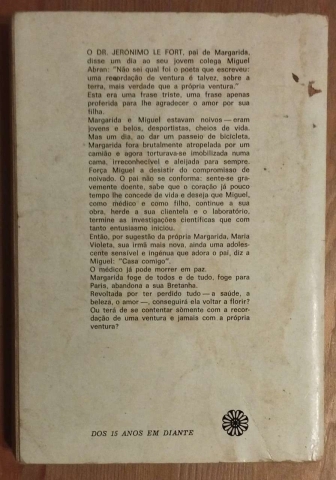 O DR. JERÓNIMO LE FORT, pai de Margarida,
disse um dia ao seu jovem colega Miguel
Abran: "Não sei qual foi o poeta que escreveu:
uma recordação de ventura é talvez, sobre a
terra, mais verdade que a própria ventura."
Esta era uma frase triste, uma frase apenas
proferida para lhe agradecer o amor por sua
filha.
Margarida e Miguel estavam noivos — eram
jovens e belos, desportistas, cheios de vida.
Mas um dia, ao dar um passeio de bicicleta,
Margarida fora brutalmente atropelada por um
camião e agora torturava-se imobilizada numa
cama, irreconhecível e aleijada para sempre.
Força Miguel a desistir do compromisso de
noivado. O pai não se conforma: sente-se gra-
vemente doente, sabe que o coração já pouco
tempo lhe concede de vida e deseja que Miguel,
como médico e como filho, continue a sua
obra, herde a sua clientela e o laboratório,
termine as investigações científicas que com
tanto entusiasmo iniciou.
Então, por sugestão da própria Margarida, Maria
Violeta, sua irmã mais nova, ainda uma adoles-
cente sensível e ingénua que adora o pai, diz a
Miguel: "Casa comigo".
O médico já pode morrer em paz.
Margarida foge de todos e de tudo, foge para
Paris, abandona a sua Bretanha.
Revoltada por ter perdido tudo — a saúde, a
beleza, o amor —, conseguirá ela voltar a florir?
Ou terá de se contentar sòmente com a recor-
dação de uma ventura e jamais com a própria
ventura?
DOS 15 ANOS EM DIANTE